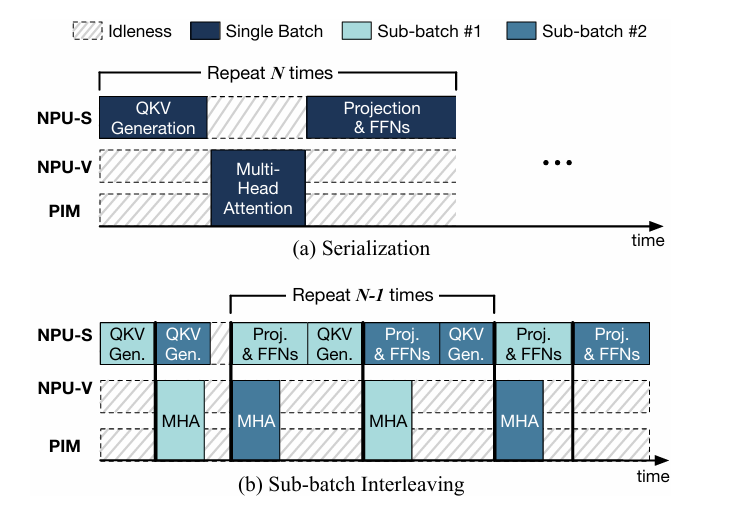 Idleness Single Batch Sub-batch #1 Sub-batch #2
Repeat N times
NPU-S
QKV
Generation
Projection
& FFNs
NPU-V
PIM
Multi-
Head
Attention
...
time
(a) Serialization
Repeat N-1 times
NPU-S
QKV
Gen.
QKV
Gen.
Proj.
& FFNs
QKV
Gen.
Proj.
& FFNs
QKV
Gen.
Proj.
& FFNs
Proj.
& FFNs
NPU-V
PIM
MHA
MHA
MHA
MHA
time
(b) Sub-batch Interleaving